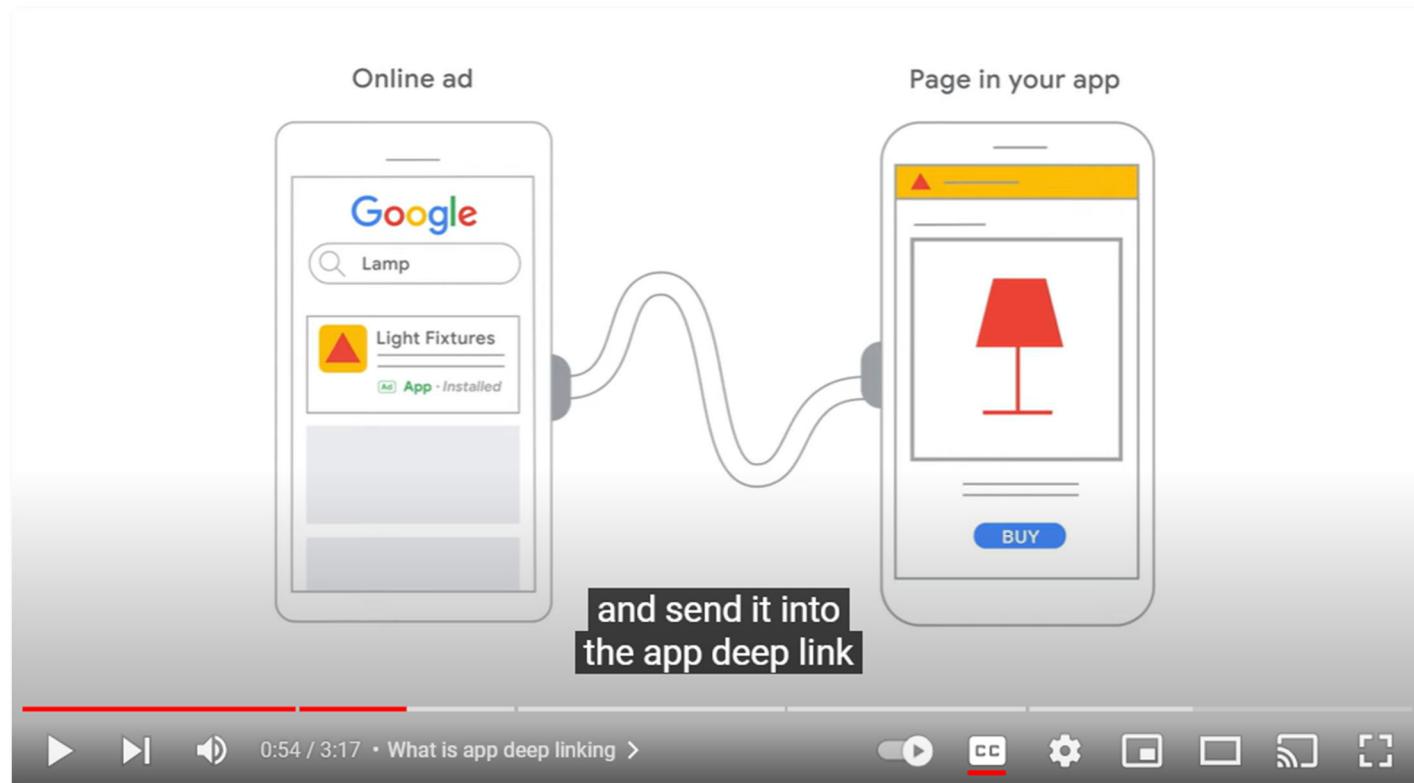 Online ad
Page in your app
Google
Lamp
Light Fixtures
Ad App · Installed
BUY
and send it into
the app deep link
0:54 / 3:17 • What is app deep linking >
CC